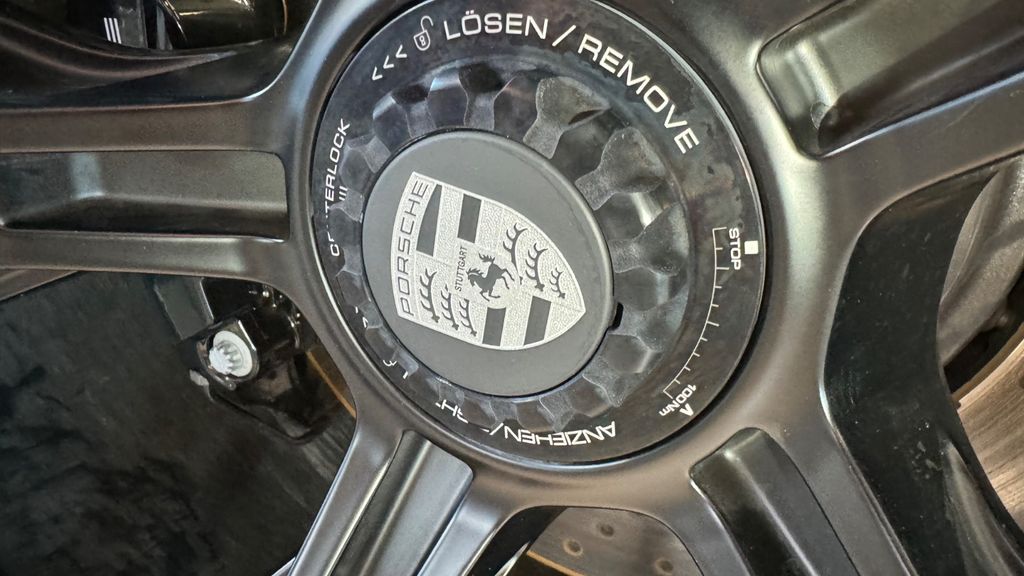 <<< LÖSEN / REMOVE
STOP
100Nm
ANZIEHEN /
PORSCHE
STUTTGART